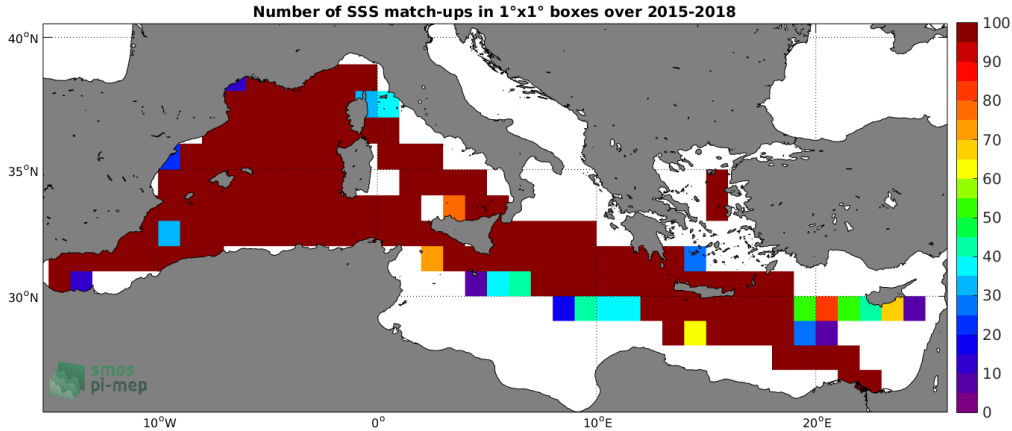 Number of SSS match-ups in 1°x1° boxes over 2015-2018
40°N
35°N
30°N
10°W
0°
10°E
20°E
100
90
80
70
60
50
40
30
20
10
0
smos
pi-mep